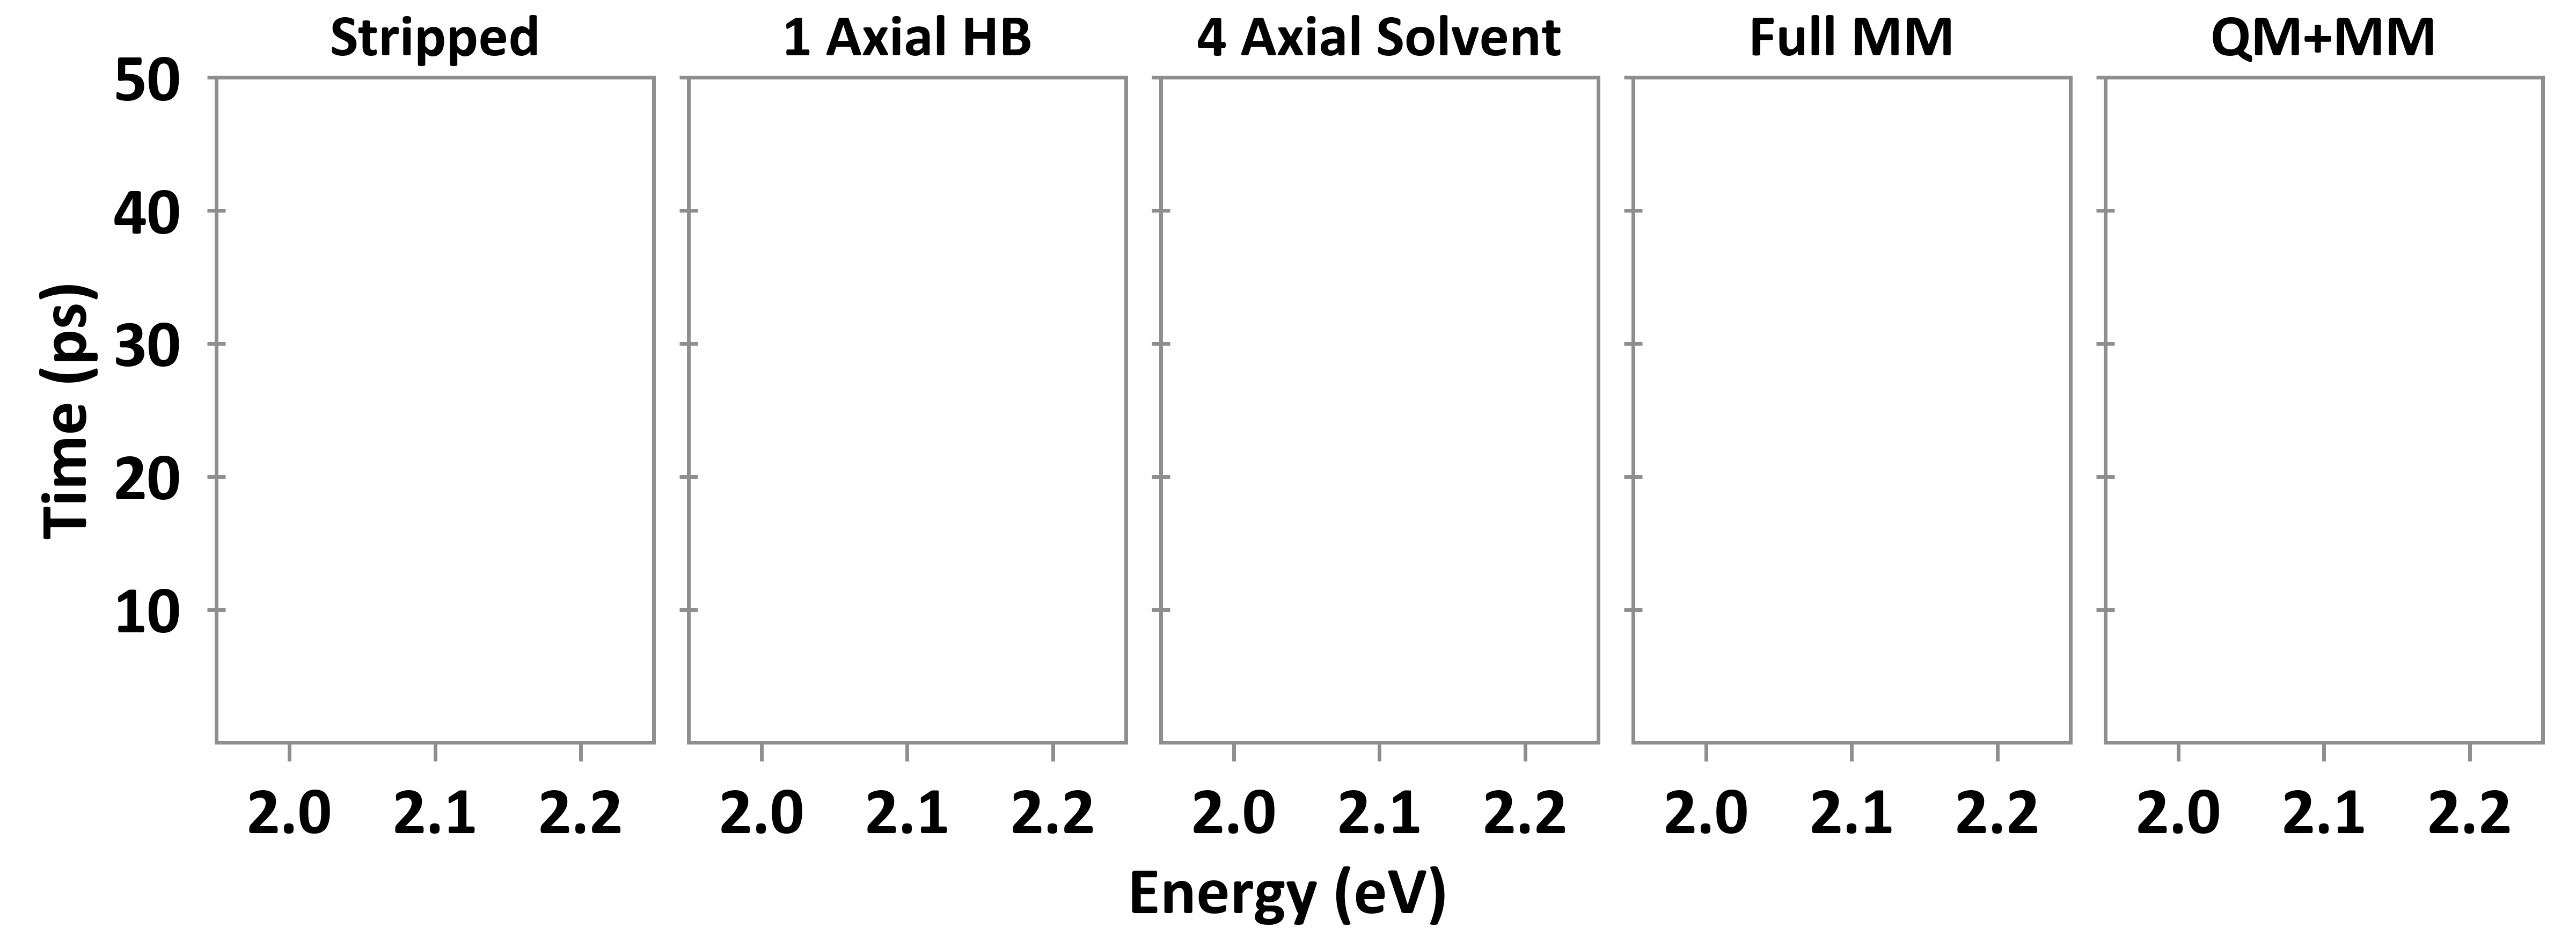 Stripped 1 Axial HB 4 Axial Solvent Full MM QM+MM
50
40
30
20
10
Time (ps)
2.0 2.1 2.2 2.0 2.1 2.2 2.0 2.1 2.2 2.0 2.1 2.2 2.0 2.1 2.2
Energy (eV)